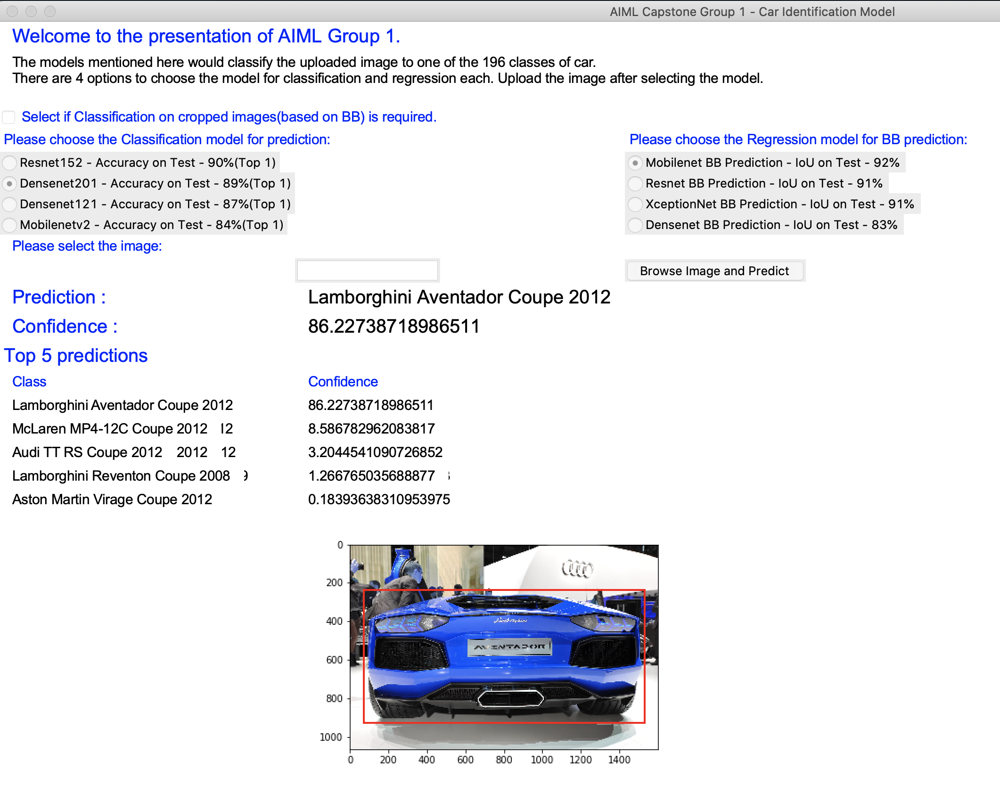 AIML Capstone Group 1 - Car Identification Model
Welcome to the presentation of AIML Group 1.
The models mentioned here would classify the uploaded image to one of the 196 classes of car.
There are 4 options to choose the model for classification and regression each. Upload the image after selecting the model.
Select if Classification on cropped images(based on BB) is required.
Please choose the Classification model for prediction:
Resnet152 - Accuracy on Test - 90%(Top 1)
Densenet201 - Accuracy on Test - 89%(Top 1)
Densenet121 - Accuracy on Test - 87%(Top 1)
Mobilenetv2 - Accuracy on Test - 84%(Top 1)
Please choose the Regression model for BB prediction:
Mobilenet BB Prediction - IoU on Test - 92%
Resnet BB Prediction - IoU on Test - 91%
XceptionNet BB Prediction - IoU on Test - 91%
Densenet BB Prediction - IoU on Test - 83%
Please select the image:
Browse Image and Predict
Prediction : Lamborghini Aventador Coupe 2012
Confidence : 86.22738718986511
Top 5 predictions
Class Confidence
Lamborghini Aventador Coupe 2012 86.22738718986511
McLaren MP4-12C Coupe 2012 12 8.586782962083817
Audi TT RS Coupe 2012 2012 12 3.2044541090726852
Lamborghini Reventon Coupe 2008 9 1.266765035688877
Aston Martin Virage Coupe 2012 0.18393638310953975
0
200
400
600
800
1000
Lamborghini
AVENTADOR
0 200 400 600 800 1000 1200 1400